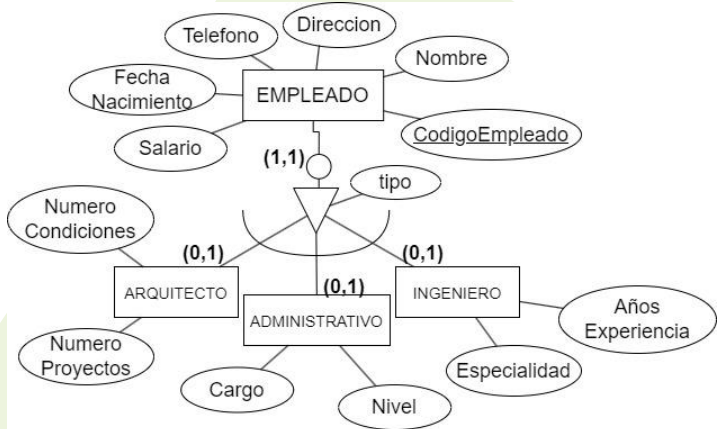 Telefono
Direccion
Nombre
Fecha
Nacimiento
EMPLEADO
CodigoEmpleado
Salario
(1,1)
tipo
Numero
Condiciones
(0,1)
(0,1)
(0,1)
ARQUITECTO
ADMINISTRATIVO
INGENIERO
Años
Experiencia
Numero
Proyectos
Cargo
Nivel
Especialidad